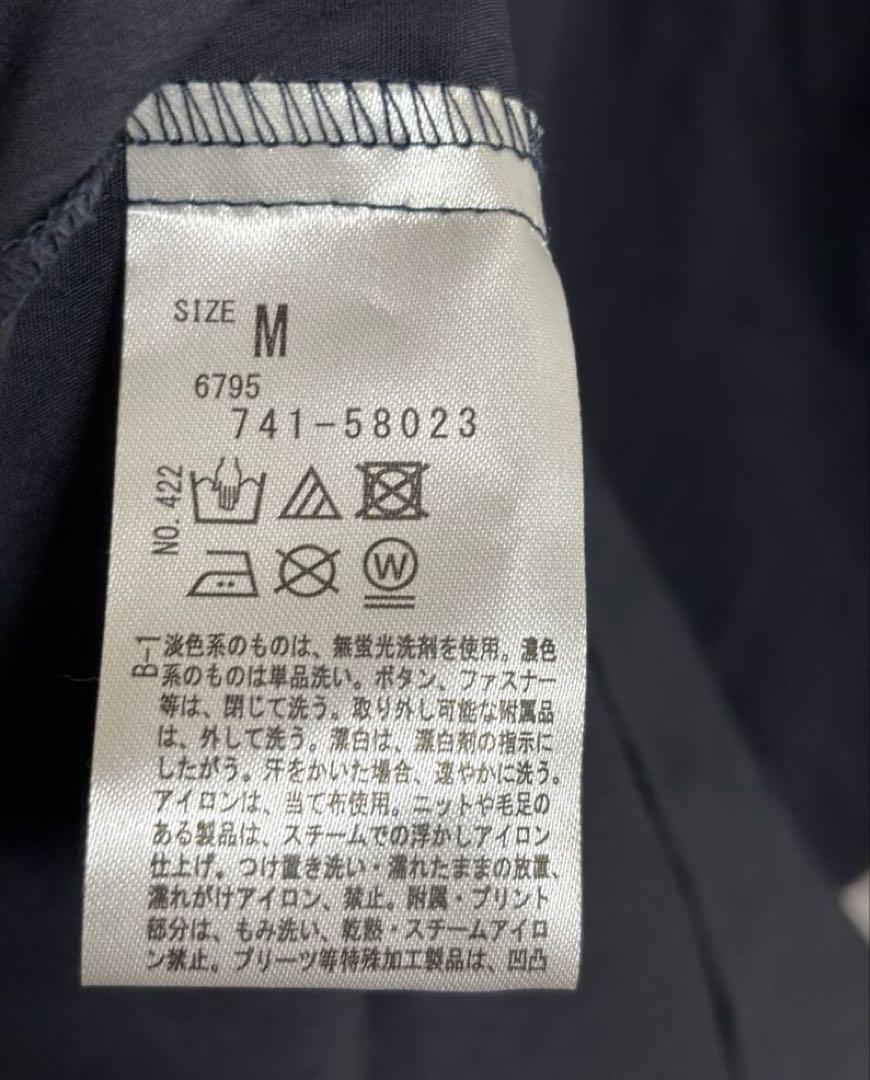 SIZE M
6795
741-58023
NO. 422
W
B-1
淡色系のものは、無蛍光洗剤を使用。濃色
系のものは単品洗い。ボタン、ファスナー
等は、閉じて洗う。取り外し可能な附属品
は、外して洗う。漂白は、漂白剤の指示に
したがう。汗をかいた場合、速やかに洗う。
アイロンは、当て布使用。ニットや毛足の
ある製品は、スチームでの浮かしアイロン
仕上げ。つけ置き洗い・濡れたままの放置、
濡れがけアイロン、禁止。附属・プリント
部分は、もみ洗い、乾熱・スチームアイロ
ン禁止。プリーツ等特殊加工製品は、凹凸